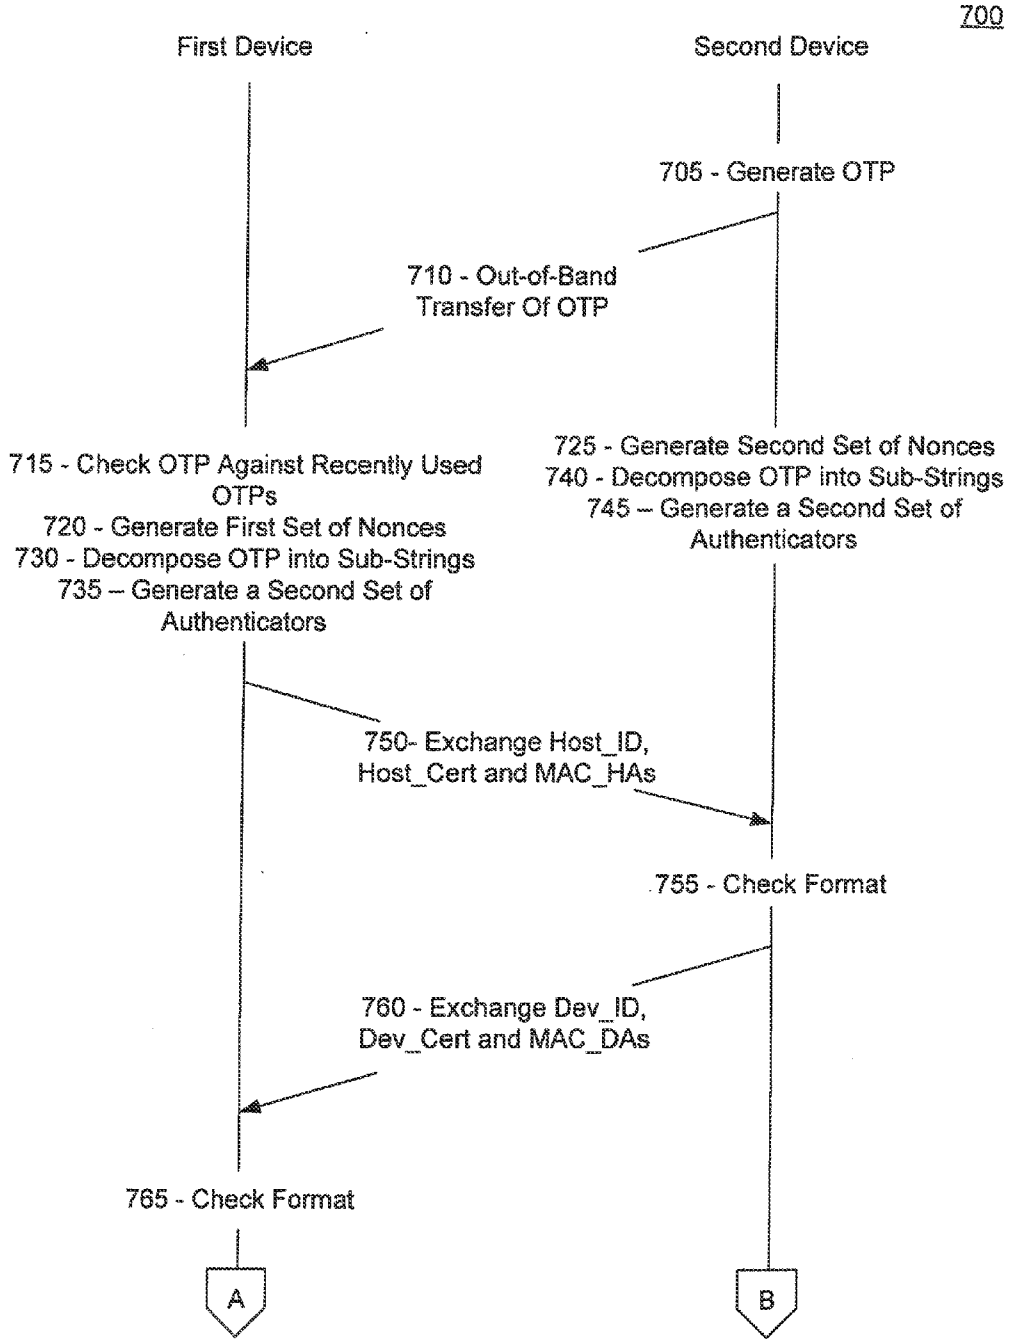 700
First Device
Second Device
705 - Generate OTP
710 - Out-of-Band
Transfer Of OTP
715 - Check OTP Against Recently Used
OTPs
720 - Generate First Set of Nonces
730 - Decompose OTP into Sub-Strings
735 – Generate a Second Set of
Authenticators
725 - Generate Second Set of Nonces
740 - Decompose OTP into Sub-Strings
745 – Generate a Second Set of
Authenticators
750- Exchange Host_ID,
Host_Cert and MAC_HAs
755 - Check Format
760 - Exchange Dev_ID,
Dev_Cert and MAC_DAs
765 - Check Format
A
B